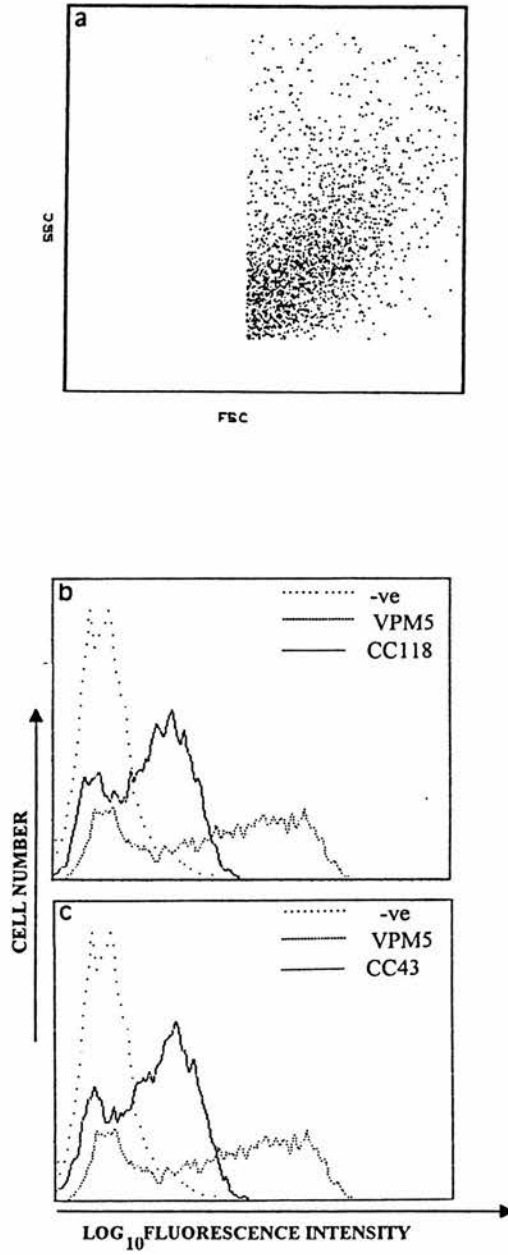 a
SSC
FSC
b
-ve
VPM5
CC118
c
-ve
VPM5
CC43
CELL NUMBER
LOG10FLUORESCENCE INTENSITY